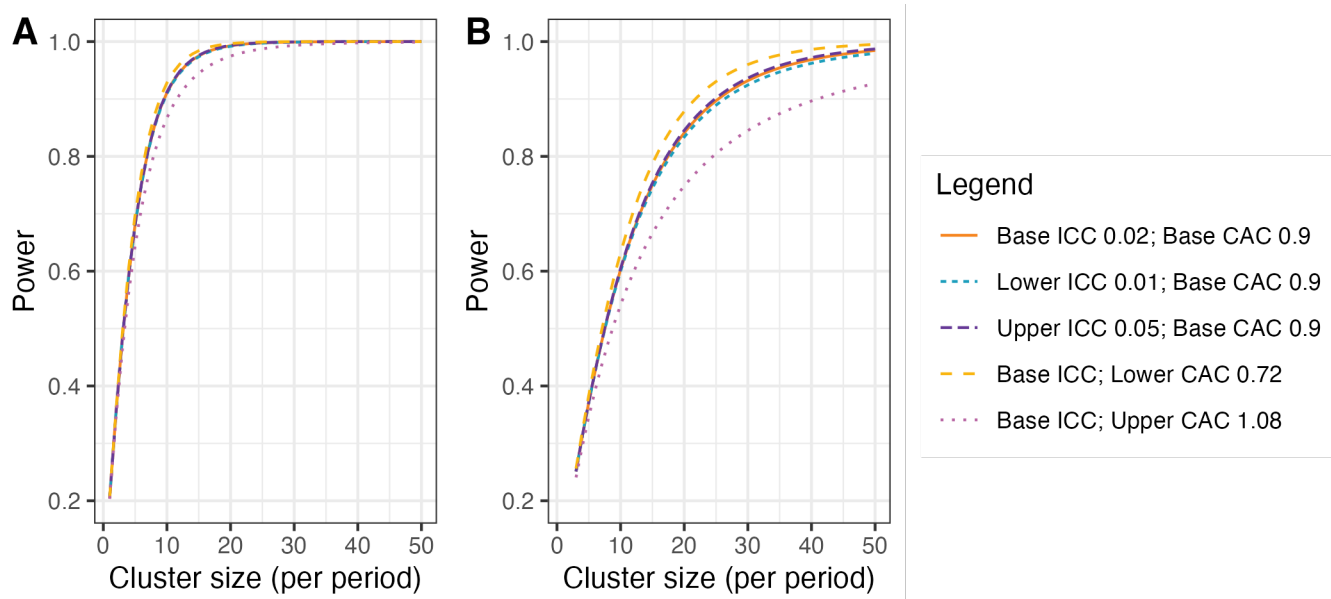 A
Power
1.0
0.8
0.6
0.4
0.2
0 10 20 30 40 50
Cluster size (per period)
B
Power
1.0
0.8
0.6
0.4
0.2
0 10 20 30 40 50
Cluster size (per period)
Legend
Base ICC 0.02; Base CAC 0.9
Lower ICC 0.01; Base CAC 0.9
Upper ICC 0.05; Base CAC 0.9
Base ICC; Lower CAC 0.72
Base ICC; Upper CAC 1.08